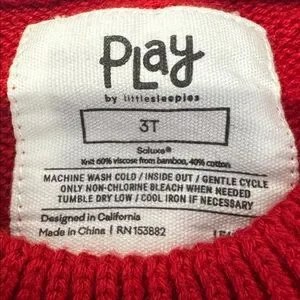 PLAY
by littlesleepies
3T
Soluxe®
Knit 60% viscose from bamboo, 40% cotton
MACHINE WASH COLD / INSIDE OUT / GENTLE CYCLE
ONLY NON-CHLORINE BLEACH WHEN NEEDED
TUMBLE DRY LOW / COOL IRON IF NECESSARY
Designed in California
Made in China | RN 153882